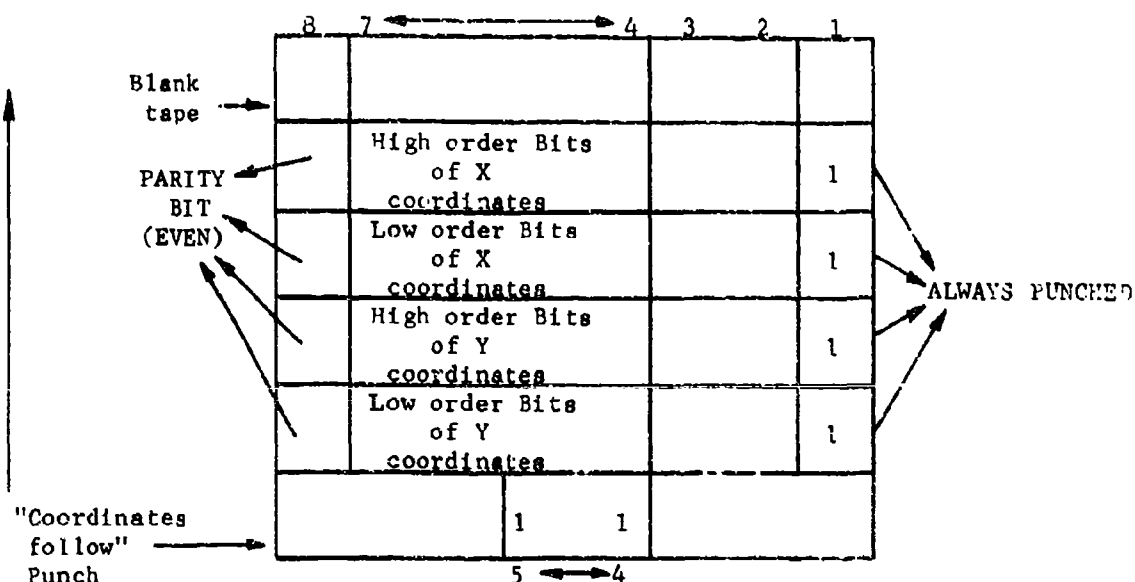 8 7 4 3 2 1
Blank
tape
High order Bits
of X
coordinates
1
PARITY
BIT
(EVEN)
Low order Bits
of X
coordinates
1
ALWAYS PUNCHED
High order Bits
of Y
coordinates
1
Low order Bits
of Y
coordinates
1
"Coordinates
follow"
Punch
1 1
5 4